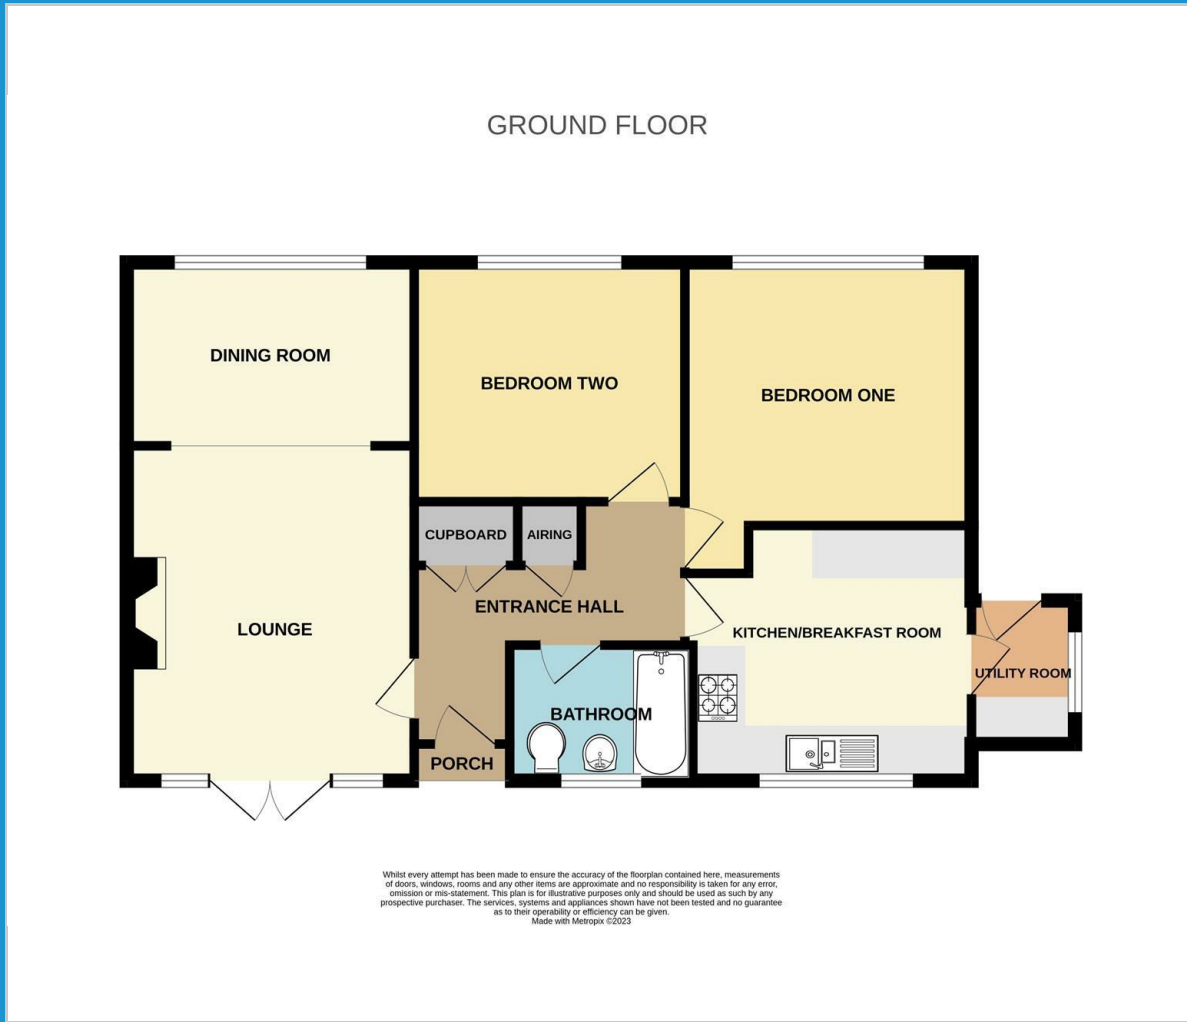 GROUND FLOOR
DINING ROOM
BEDROOM TWO
BEDROOM ONE
CUPBOARD
AIRING
ENTRANCE HALL
LOUNGE
KITCHEN/BREAKFAST ROOM
UTILITY ROOM
BATHROOM
PORCH
Whilst every attempt has been made to ensure the accuracy of the floorplan contained here, measurements
of doors, windows, rooms and any other items are approximate and no responsibility is taken for any error,
omission or mis-statement. This plan is for illustrative purposes only and should be used as such by any
prospective purchaser. The services, systems and appliances shown have not been tested and no guarantee
as to their operability or efficiency can be given.
Made with Metropix ©2023